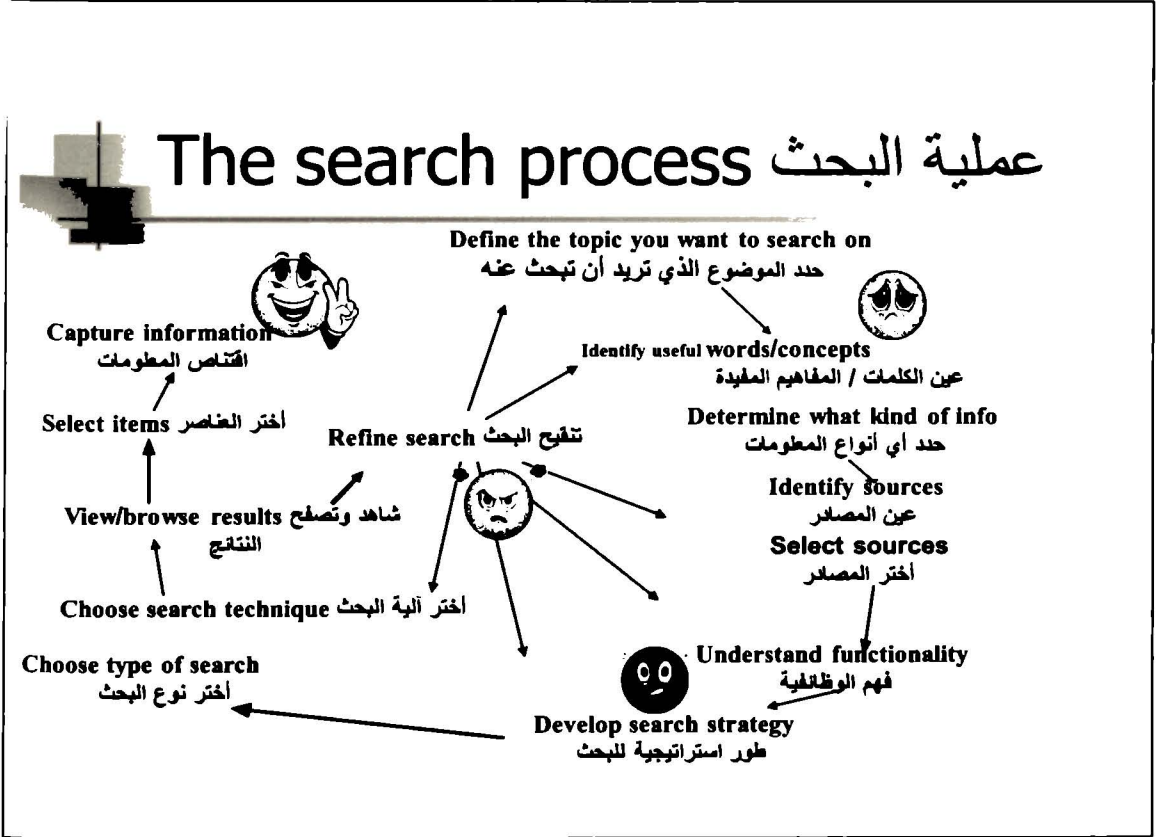 The search process عملية البحث
Define the topic you want to search on
حدد الموضوع الذي تريد أن تبحث عنه
Identify useful words/concepts
عين الكلمات / المفاهيم المفيدة
Determine what kind of info
حدد أي أنواع المعلومات
Identify sources
عين المصادر
Select sources
أختر المصادر
Understand functionality
فهم الوظائفية
Develop search strategy
طور استراتيجية للبحث
Choose type of search
أختر نوع البحث
Choose search technique أختر آلية البحث
View/browse results شاهد وتصفح
النتائج
Refine search تنقيح البحث
Select items أختر العناصر
Capture information
اقتناص المعلومات